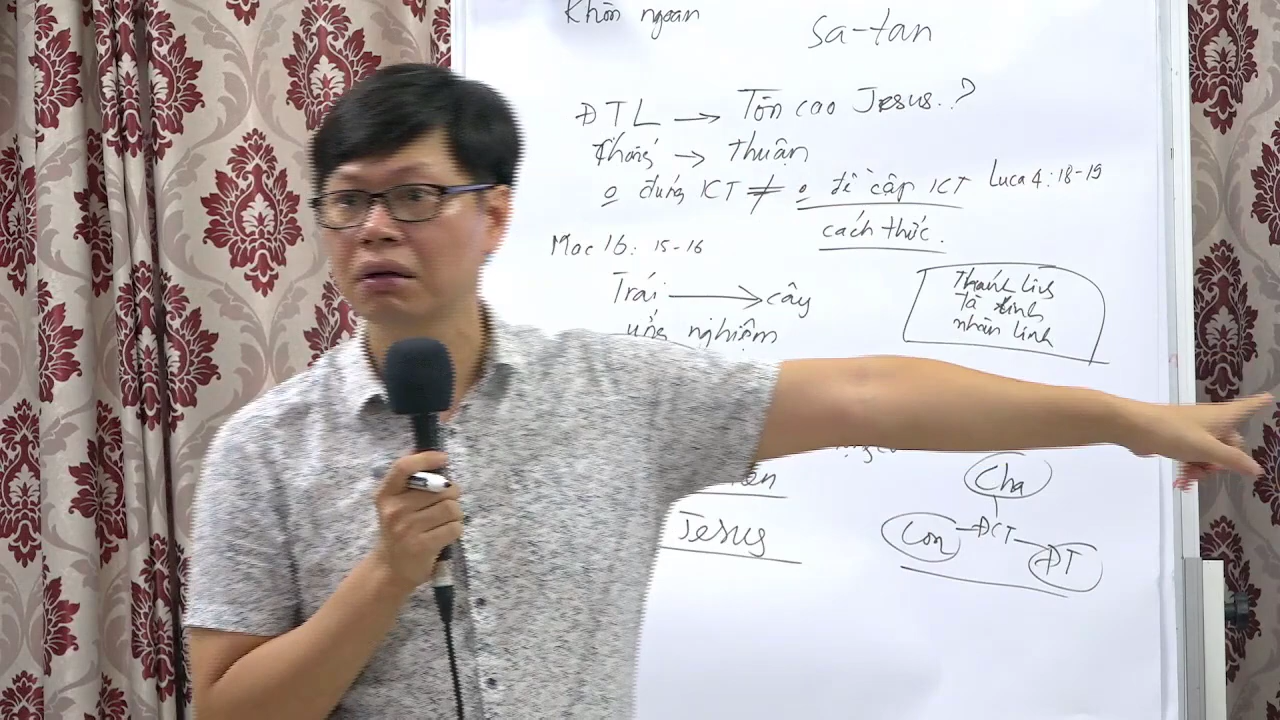 Khôn ngoan
Sa-tan
ĐTL → Tôn cao Jesus..?
Chống → thuận
o đúng ICT ≠ o đề cập ICT Luca 4:18-19
cách thức.
Mac 16: 15-16
Trái → cây
ứng nghiệm
Thánh linh
tà linh
nhân linh
Cha
Con - ĐCT - ĐT
Jesus